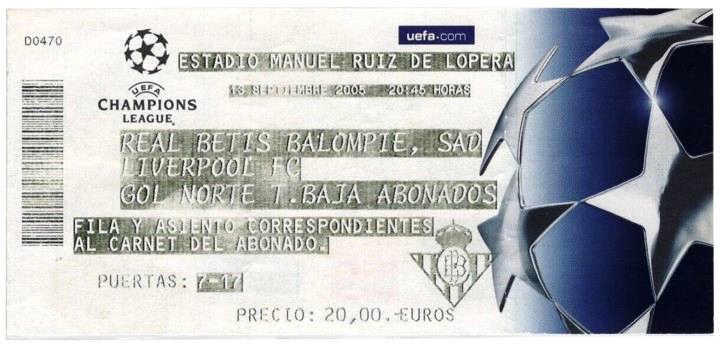 D0470
uefa.com
ESTADIO MANUEL RUIZ DE LOPERA
13 SEPTIEMBRE 2005 20:45 HORAS
UEFA
CHAMPIONS
LEAGUE
REAL BETIS BALOMPIE, SAD
LIVERPOOL FC
GOL NORTE T.BAJA ABONADOS
FILA Y ASIENTO CORRESPONDIENTES
AL CARNET DEL ABONADO.
PUERTAS: 7-17
PRECIO: 20,00.-EUROS